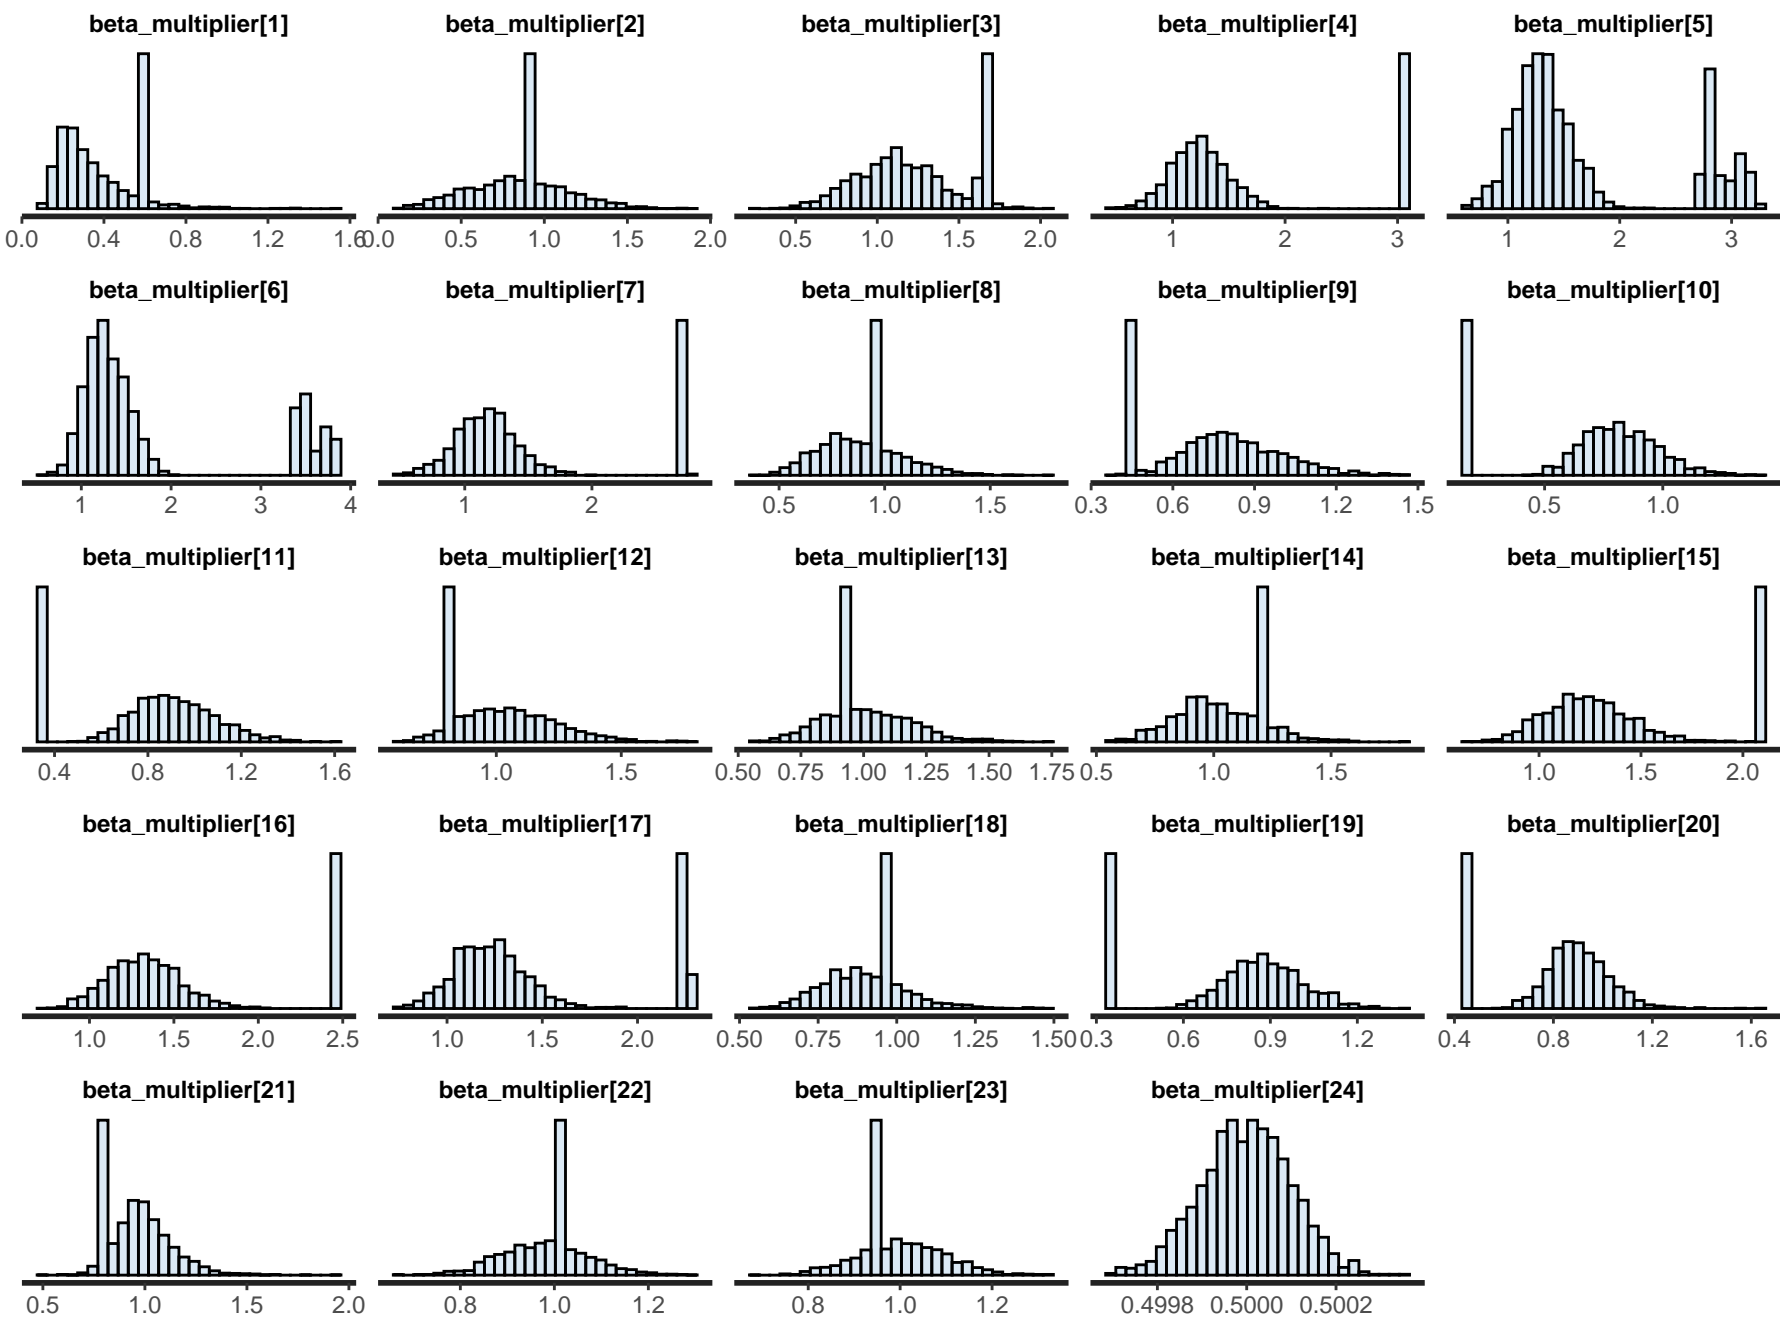 beta_multiplier[1] beta_multiplier[2] beta_multiplier[3] beta_multiplier[4] beta_multiplier[5]
0.0 0.4 0.8 1.2 1.6 0.0 0.5 1.0 1.5 2.0 0.5 1.0 1.5 2.0 1 2 3 1 2 3
beta_multiplier[6] beta_multiplier[7] beta_multiplier[8] beta_multiplier[9] beta_multiplier[10]
1 2 3 4 1 2 0.5 1.0 1.5 0.3 0.6 0.9 1.2 1.5 0.5 1.0
beta_multiplier[11] beta_multiplier[12] beta_multiplier[13] beta_multiplier[14] beta_multiplier[15]
0.4 0.8 1.2 1.6 1.0 1.5 0.50 0.75 1.00 1.25 1.50 1.75 0.5 1.0 1.5 1.0 1.5 2.0
beta_multiplier[16] beta_multiplier[17] beta_multiplier[18] beta_multiplier[19] beta_multiplier[20]
1.0 1.5 2.0 2.5 1.0 1.5 2.0 0.50 0.75 1.00 1.25 1.50 0.3 0.6 0.9 1.2 0.4 0.8 1.2 1.6
beta_multiplier[21] beta_multiplier[22] beta_multiplier[23] beta_multiplier[24]
0.5 1.0 1.5 2.0 0.8 1.0 1.2 0.8 1.0 1.2 0.4998 0.5000 0.5002